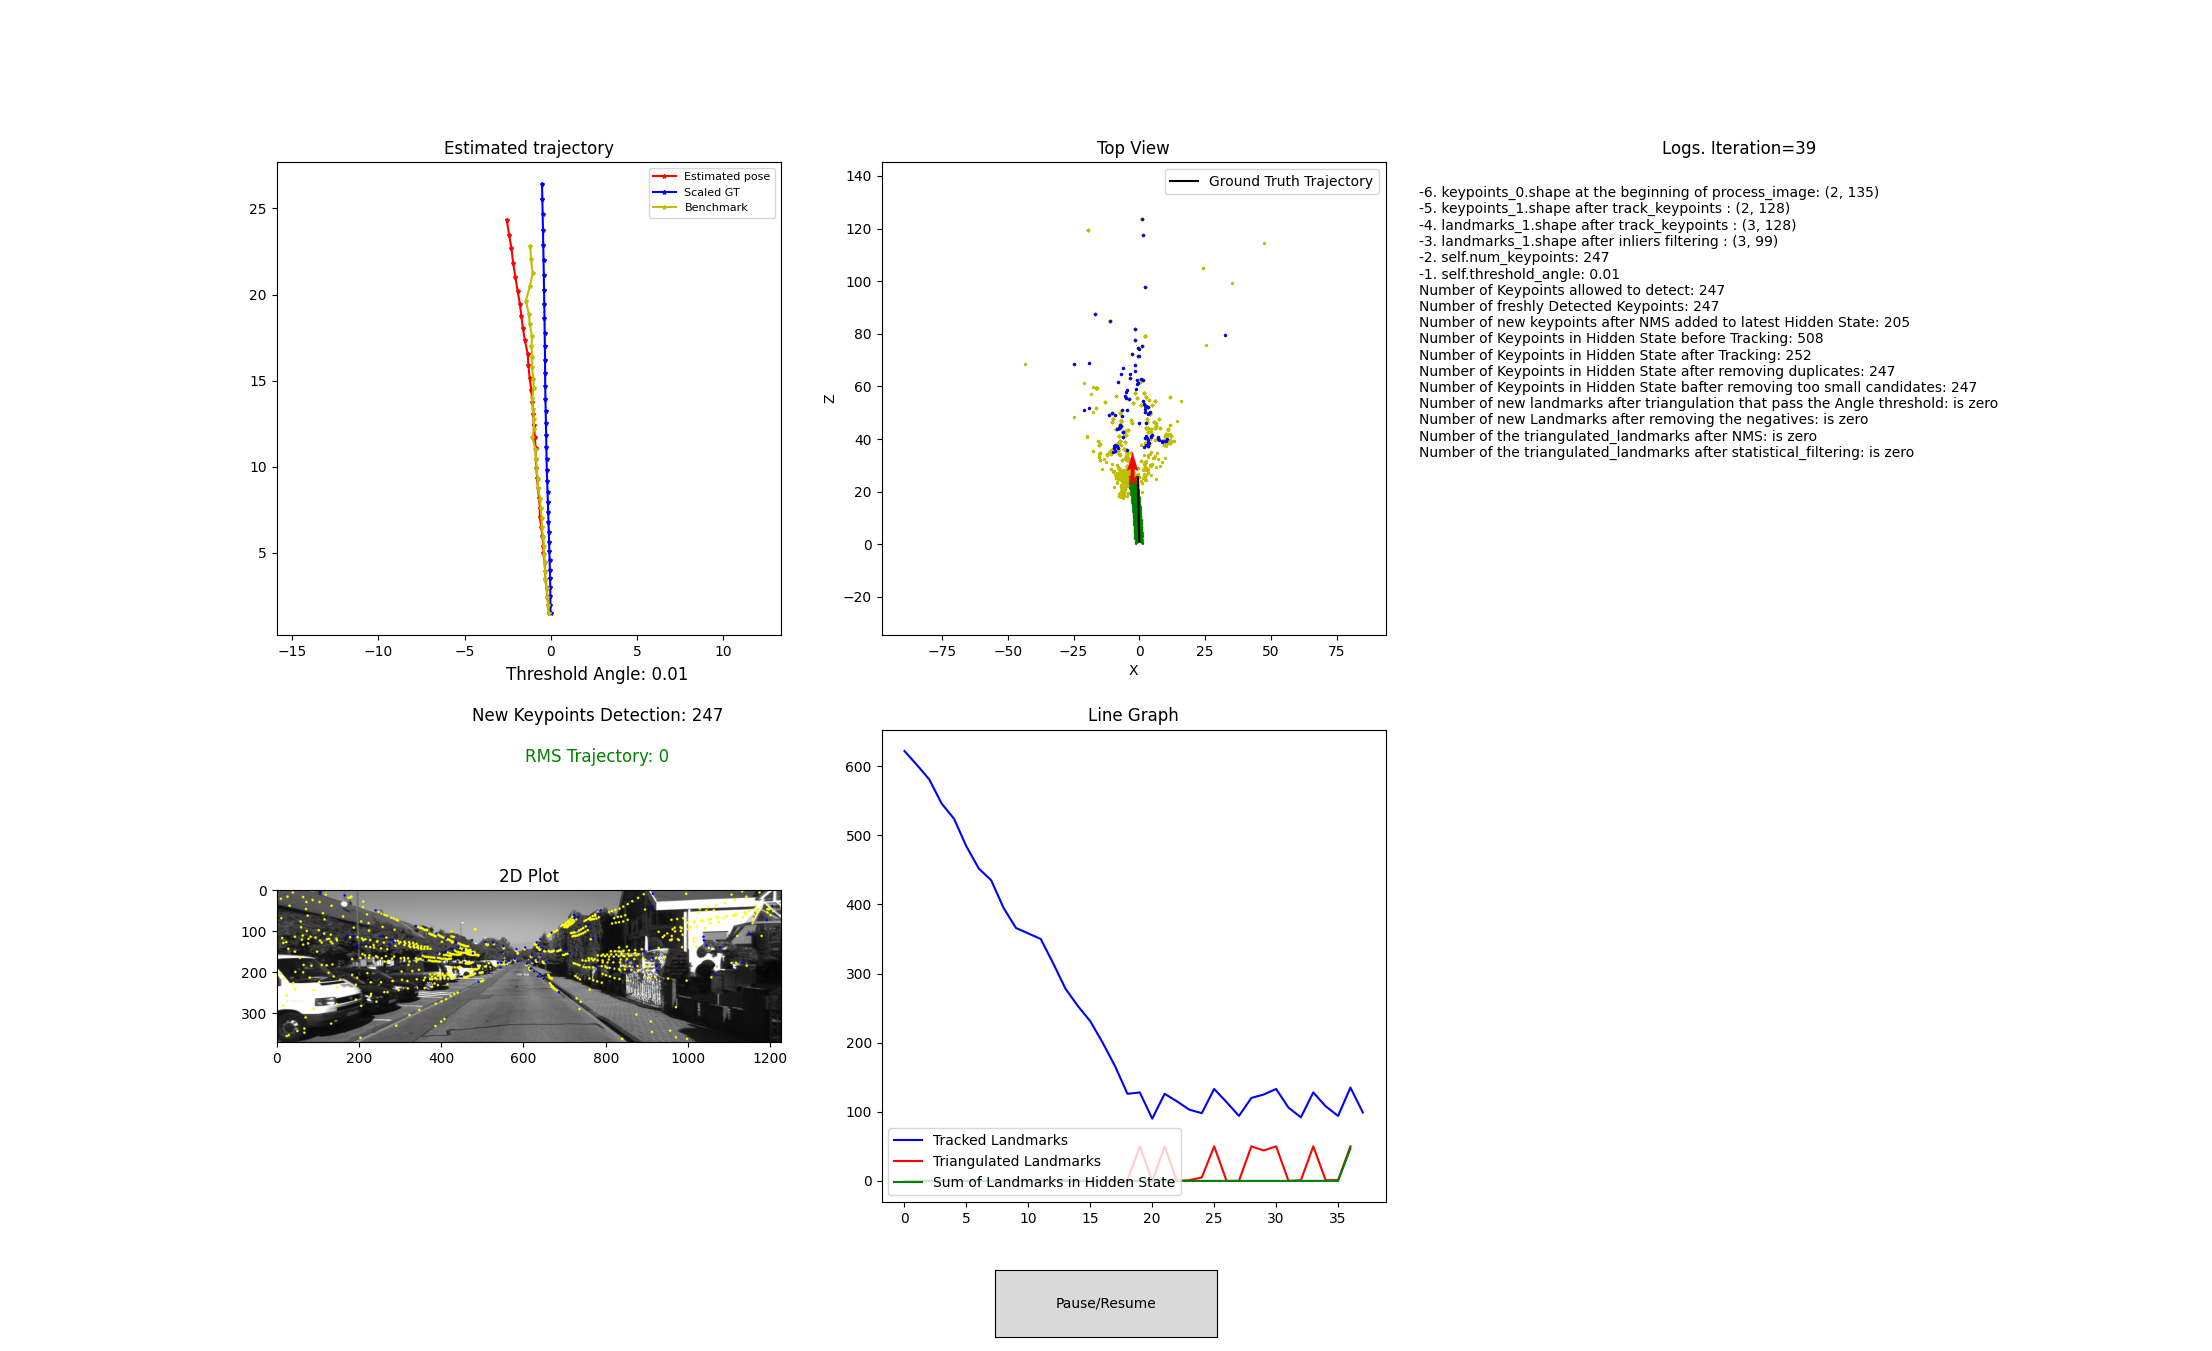 Estimated trajectory
Estimated pose
Scaled GT
Benchmark
25
20
15
10
5
−15
−10
−5
0
5
10
Threshold Angle: 0.01
New Keypoints Detection: 247
RMS Trajectory: 0
Top View
Ground Truth Trajectory
140
120
100
80
60
40
20
0
−20
Z
−75
−50
−25
0
25
50
75
X
Logs. Iteration=39
-6. keypoints_0.shape at the beginning of process_image: (2, 135)
-5. keypoints_1.shape after track_keypoints : (2, 128)
-4. landmarks_1.shape after track_keypoints : (3, 128)
-3. landmarks_1.shape after inliers filtering : (3, 99)
-2. self.num_keypoints: 247
-1. self.threshold_angle: 0.01
Number of Keypoints allowed to detect: 247
Number of freshly Detected Keypoints: 247
Number of new keypoints after NMS added to latest Hidden State: 205
Number of Keypoints in Hidden State before Tracking: 508
Number of Keypoints in Hidden State after Tracking: 252
Number of Keypoints in Hidden State after removing duplicates: 247
Number of Keypoints in Hidden State bafter removing too small candidates: 247
Number of new landmarks after triangulation that pass the Angle threshold: is zero
Number of new Landmarks after removing the negatives: is zero
Number of the triangulated_landmarks after NMS: is zero
Number of the triangulated_landmarks after statistical_filtering: is zero
2D Plot
0
100
200
300
0
200
400
600
800
1000
1200
Line Graph
600
500
400
300
200
100
0
Tracked Landmarks
Triangulated Landmarks
Sum of Landmarks in Hidden State
0
5
10
15
20
25
30
35
Pause/Resume